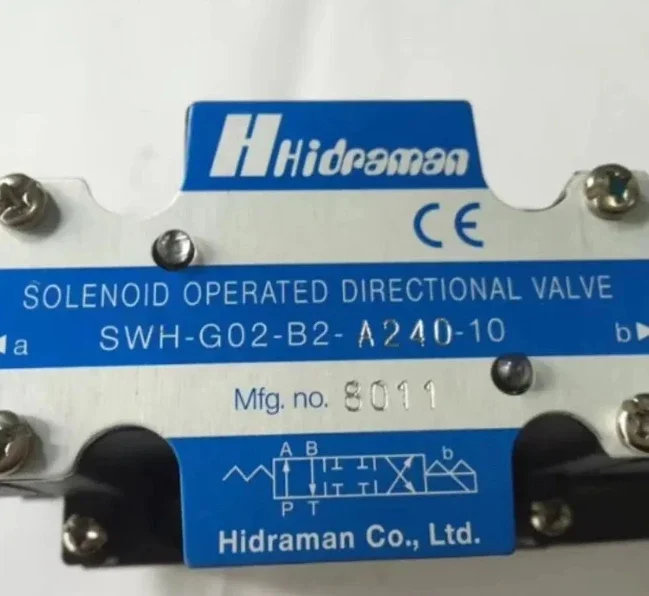 Hidraman
CE
SOLENOID OPERATED DIRECTIONAL VALVE
a SWH-G02-B2-A240-10 b
Mfg. no. 8011
A B b
P T
Hidraman Co., Ltd.